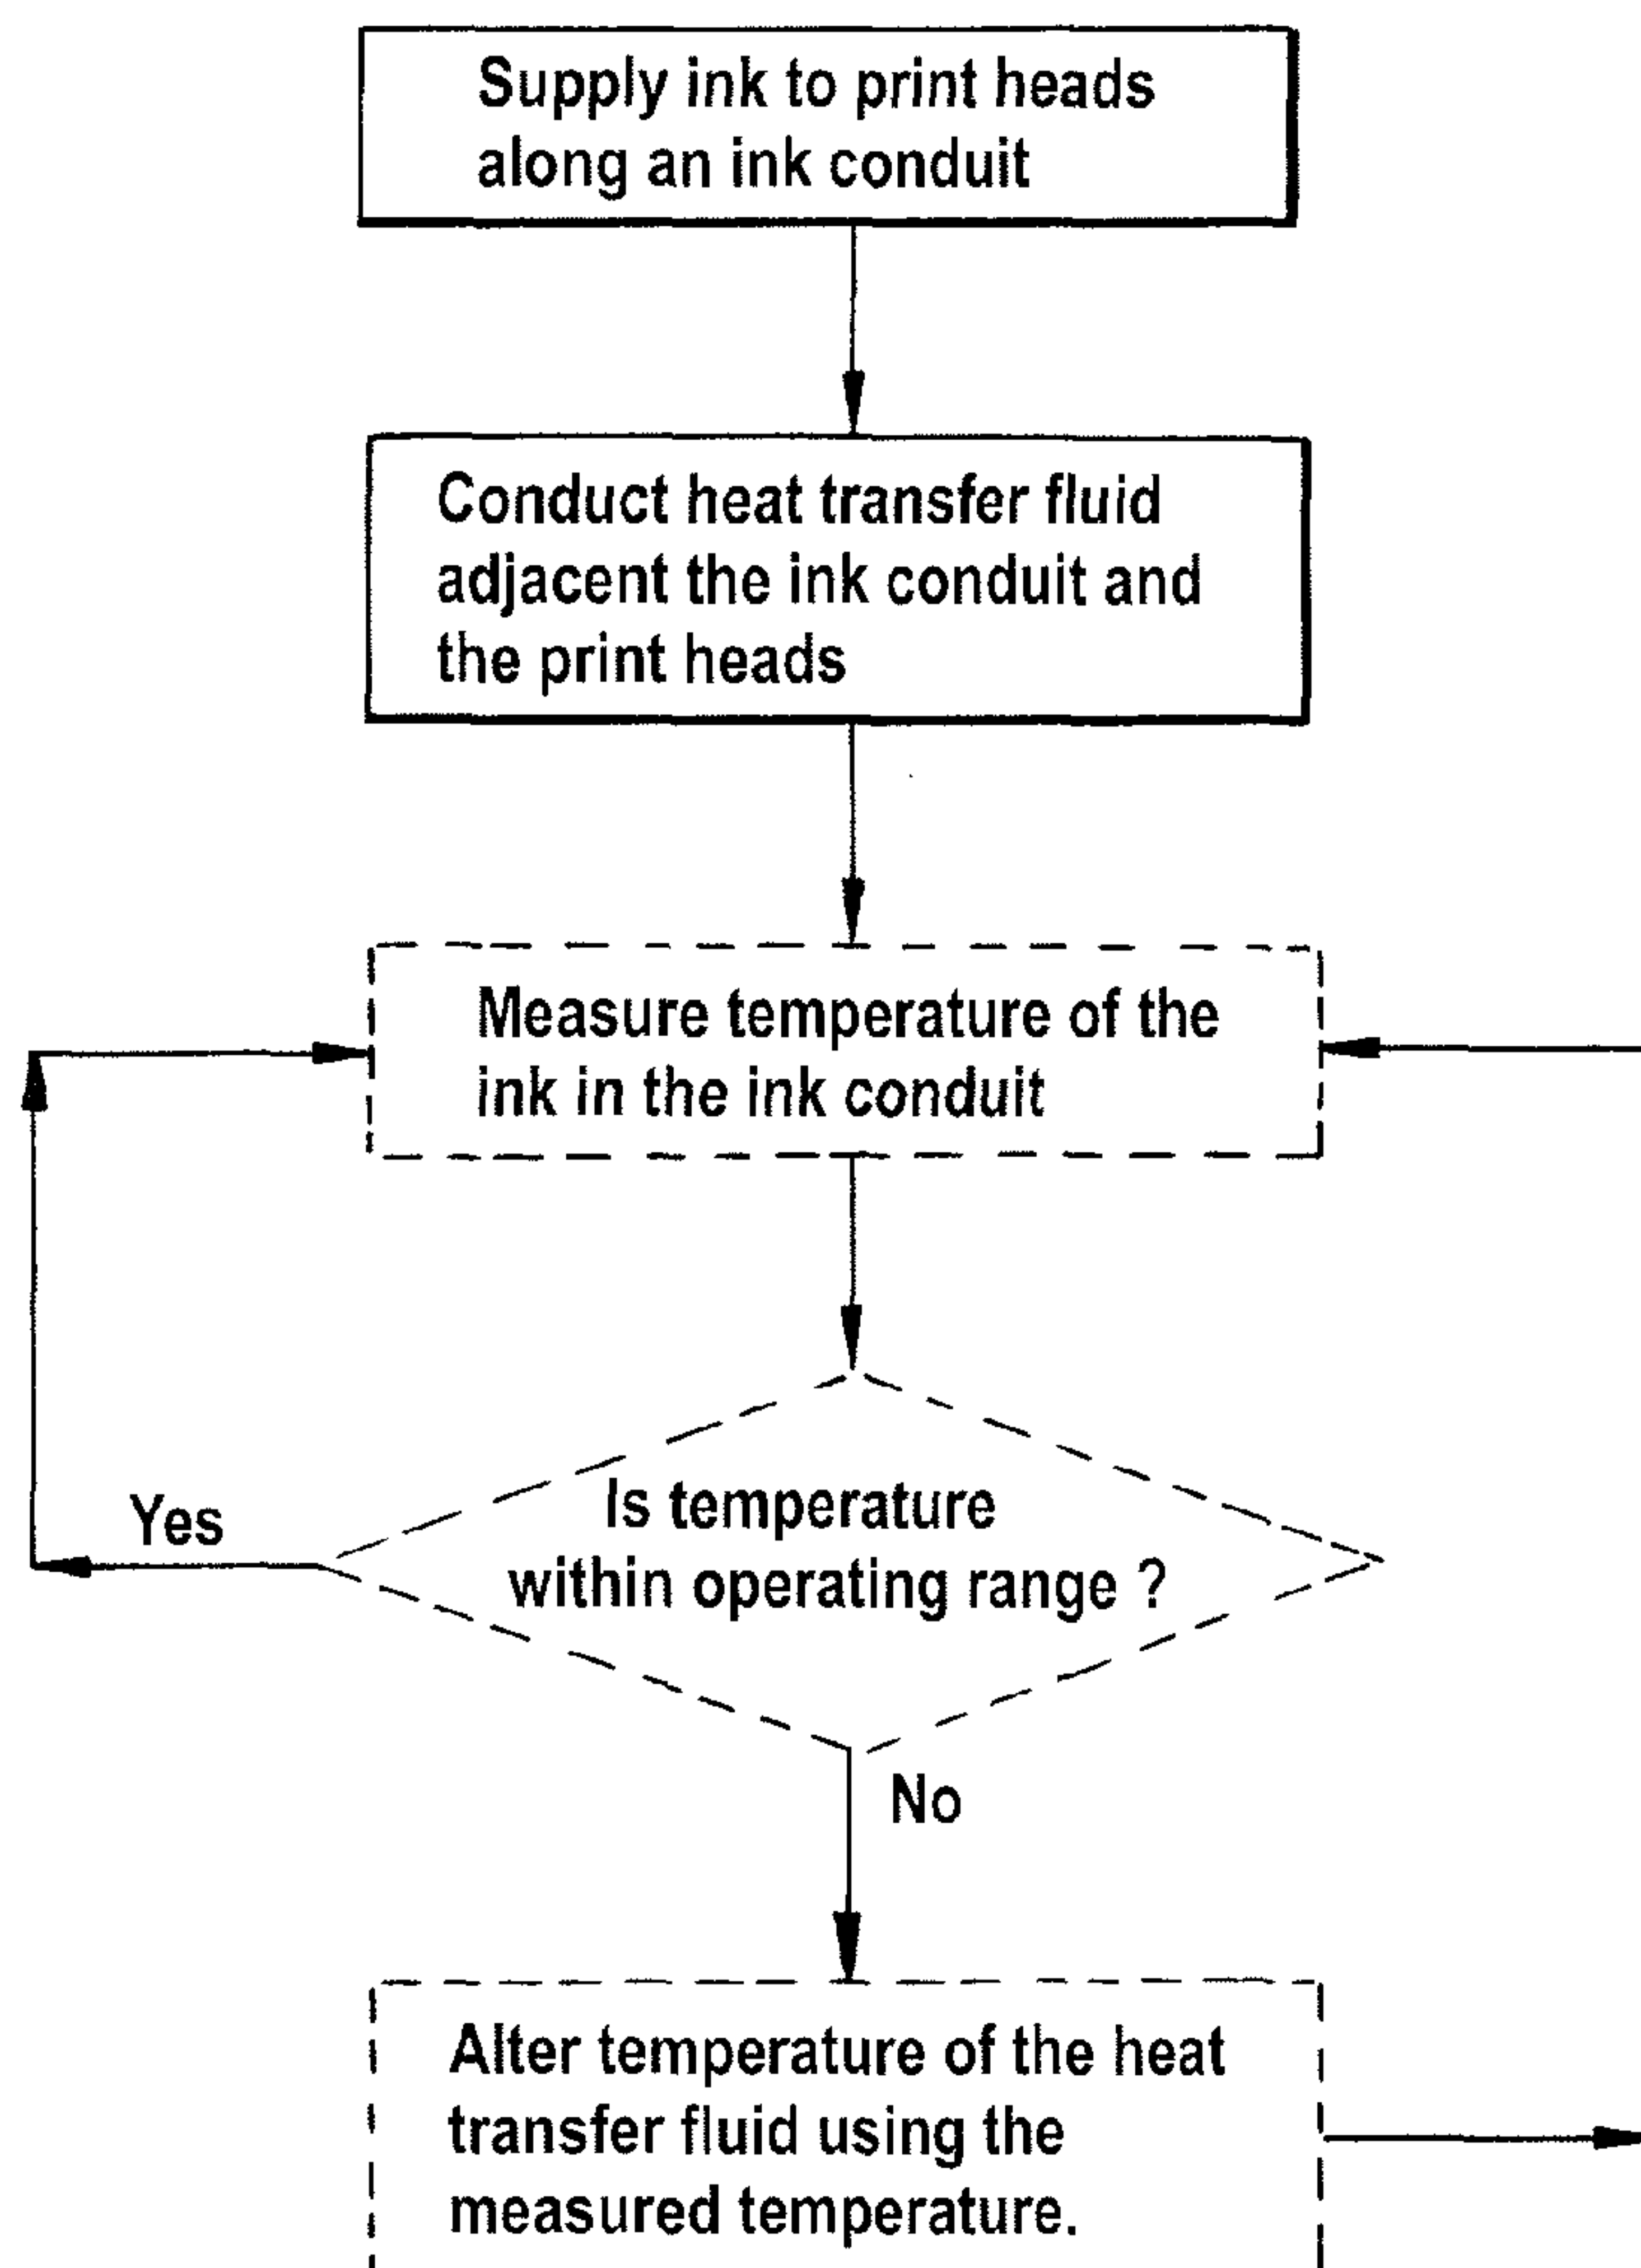 Supply ink to print heads
along an ink conduit
Conduct heat transfer fluid
adjacent the ink conduit and
the print heads
Measure temperature of the
ink in the ink conduit
Is temperature
within operating range ?
Yes
No
Alter temperature of the heat
transfer fluid using the
measured temperature.